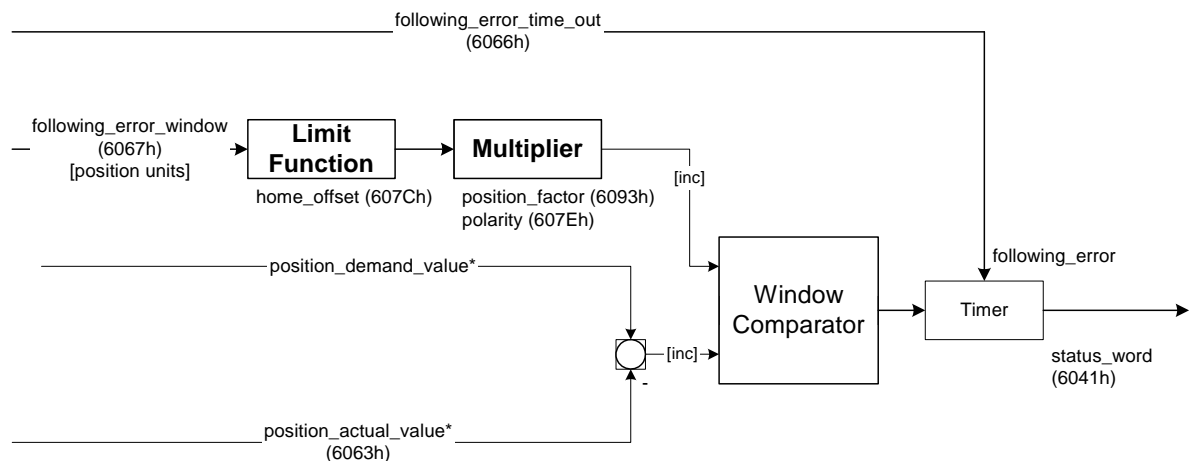 following_error_time_out
(6066h)
following_error_window
(6067h)
[position units]
Limit
Function
home_offset (607Ch)
Multiplier
position_factor (6093h)
polarity (607Eh)
[inc]
position_demand_value*
Window
Comparator
following_error
Timer
[inc]
-
status_word
(6041h)
position_actual_value*
(6063h)